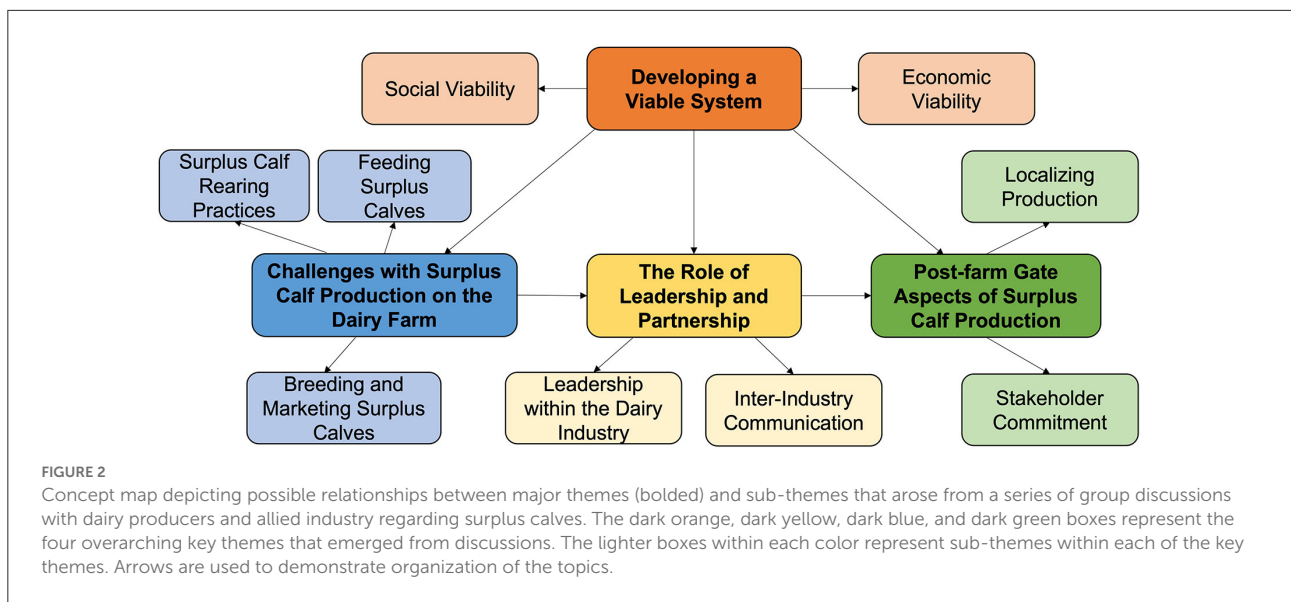 Social Viability
Developing a
Viable System
Economic
Viability
Surplus Calf
Rearing
Practices
Feeding
Surplus
Calves
Localizing
Production
Challenges with Surplus
Calf Production on the
Dairy Farm
The Role of
Leadership and
Partnership
Post-farm Gate
Aspects of Surplus
Calf Production
Breeding and
Marketing Surplus
Calves
Leadership
within the Dairy
Industry
Inter-Industry
Communication
Stakeholder
Commitment
FIGURE 2
Concept map depicting possible relationships between major themes (bolded) and sub-themes that arose from a series of group discussions
with dairy producers and allied industry regarding surplus calves. The dark orange, dark yellow, dark blue, and dark green boxes represent the
four overarching key themes that emerged from discussions. The lighter boxes within each color represent sub-themes within each of the key
themes. Arrows are used to demonstrate organization of the topics.